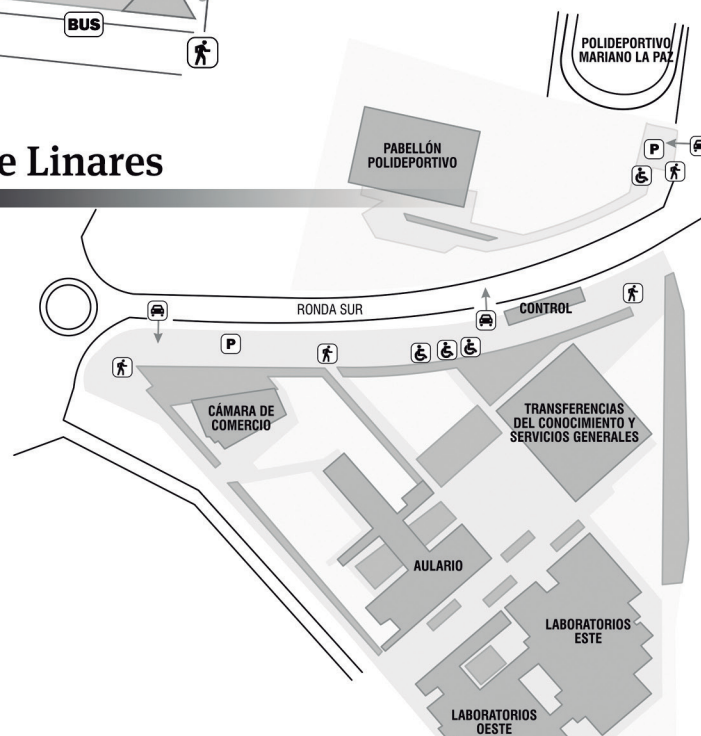 BUS
POLIDEPORTIVO
MARIANO LA PAZ
e Linares
PABELLÓN
POLIDEPORTIVO
P
RONDA SUR
CONTROL
P
CÁMARA DE
COMERCIO
TRANSFERENCIAS
DEL CONOCIMIENTO Y
SERVICIOS GENERALES
AULARIO
LABORATORIOS
ESTE
LABORATORIOS
OESTE